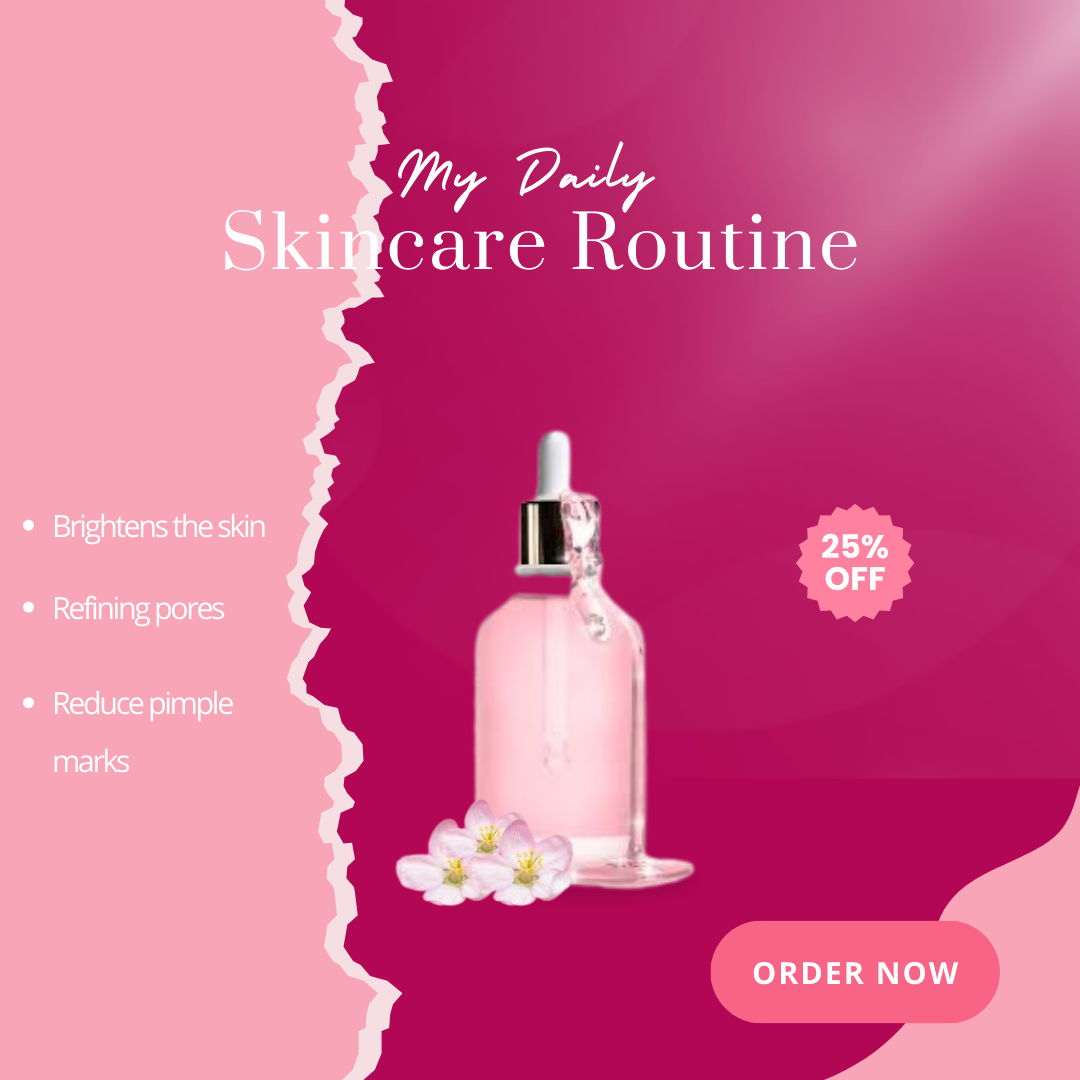 My Daily
Skincare Routine
• Brightens the skin
• Refining pores
• Reduce pimple
marks
25%
OFF
ORDER NOW